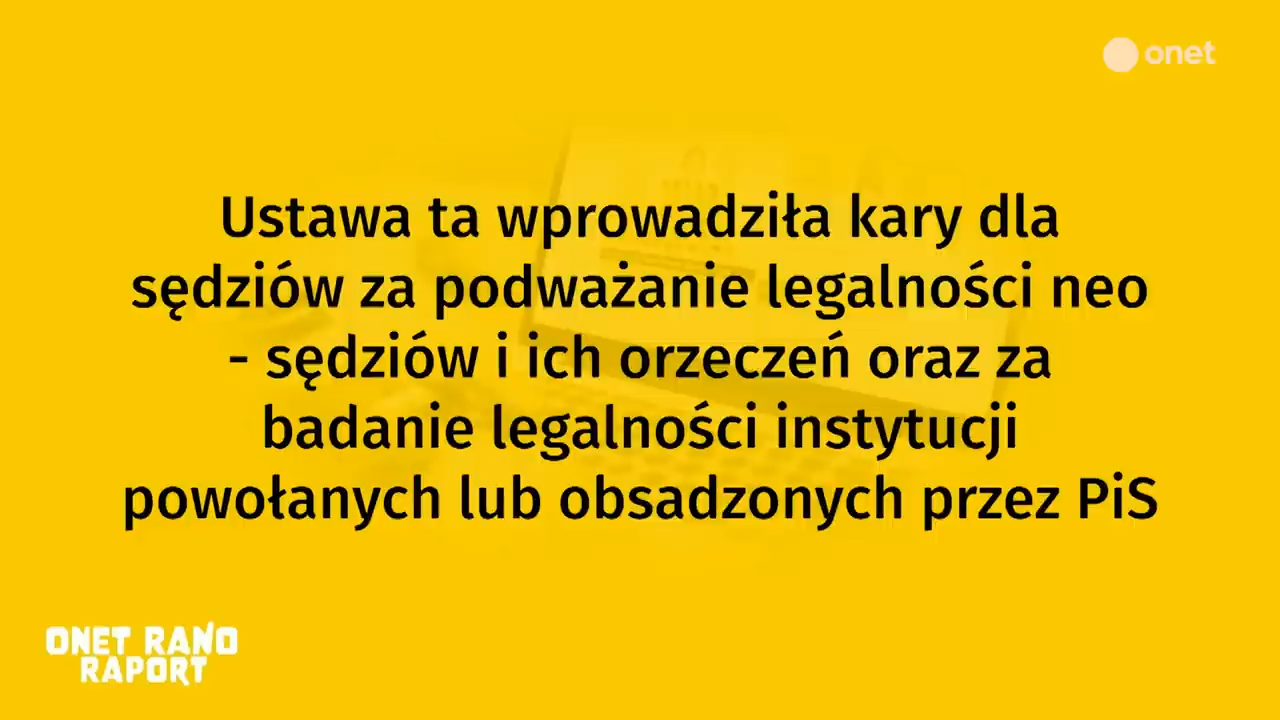 onet
Ustawa ta wprowadziła kary dla
sędziów za podważanie legalności neo
- sędziów i ich orzeczeń oraz za
badanie legalności instytucji
powołanych lub obsadzonych przez PiS
ONET RANO
RAPORT